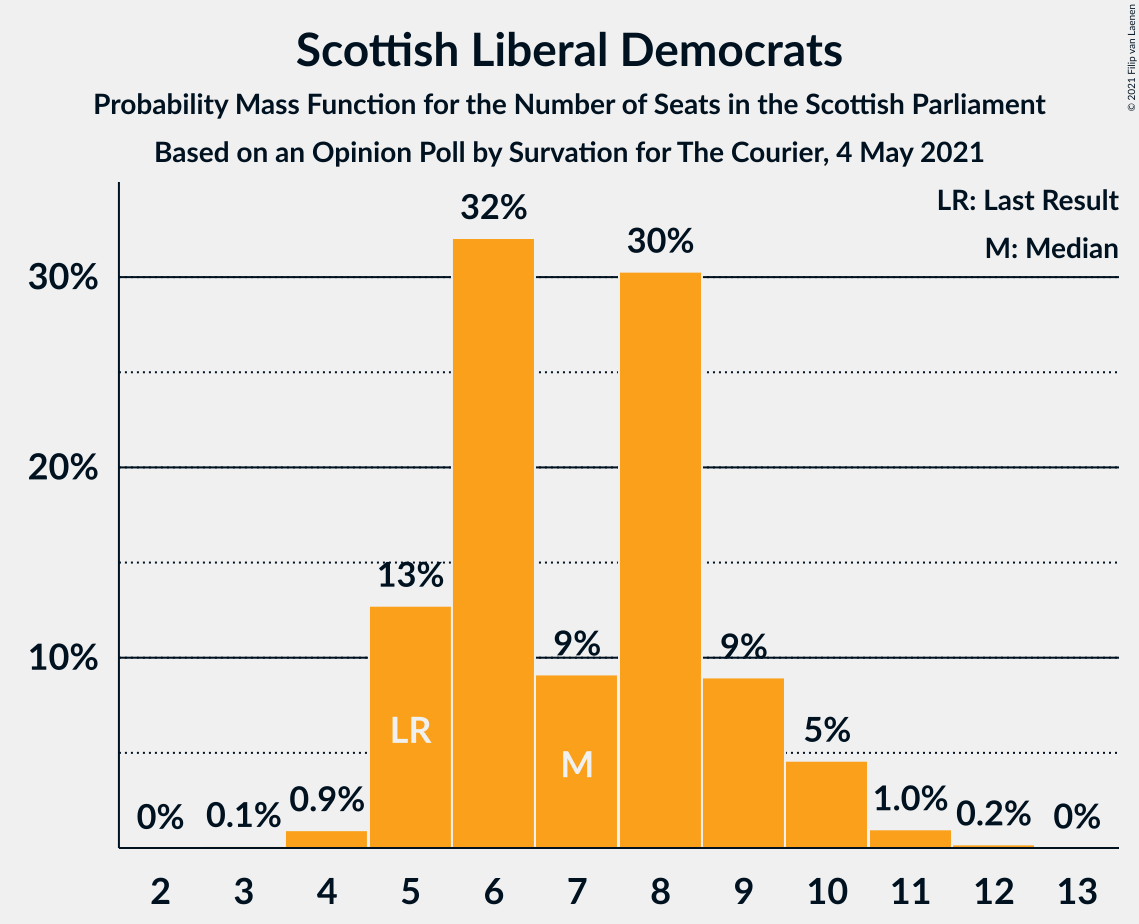 Scottish Liberal Democrats
Probability Mass Function for the Number of Seats in the Scottish Parliament
Based on an Opinion Poll by Survation for The Courier, 4 May 2021
© 2021 Filip van Laenen
LR: Last Result
M: Median
30%
20%
10%
0%
0.1%
0.9%
13%
32%
9%
30%
9%
5%
1.0%
0.2%
0%
LR
M
2 3 4 5 6 7 8 9 10 11 12 13